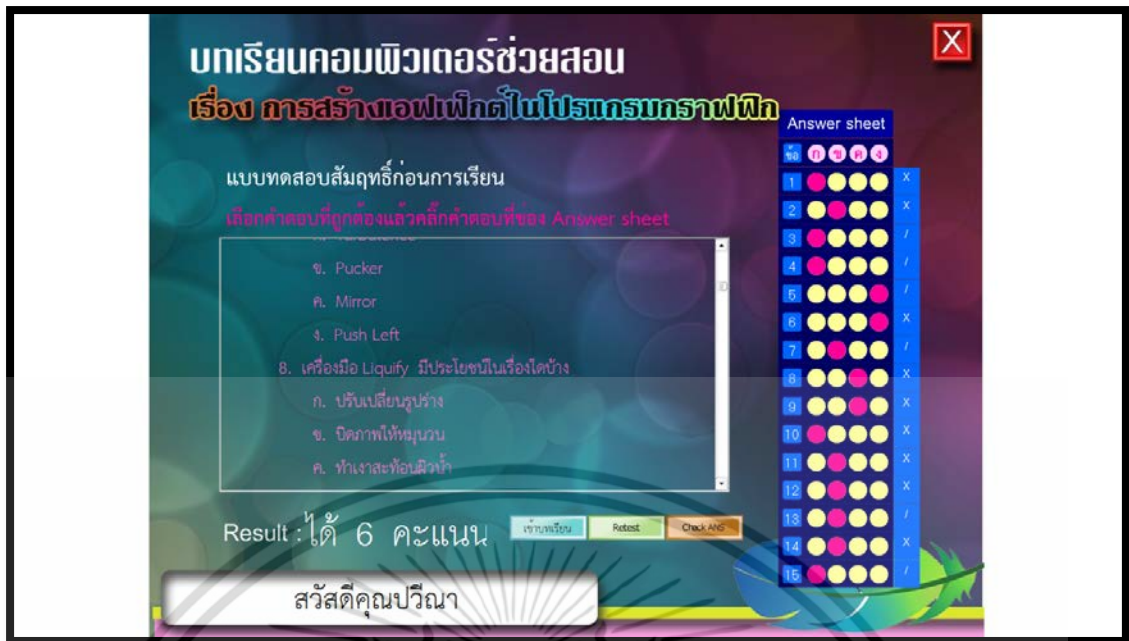 X
บทเรียนคอมพิวเตอร์ช่วยสอน
เรื่อง การสร้างเอฟเฟ็กต์ในโปรแกรมกราฟฟิก
แบบทดสอบสัมฤทธิ์ก่อนการเรียน
เลือกคำตอบที่ถูกต้องแล้วคลิ๊กคำตอบที่ช่อง Answer sheet
ข. Pucker
ค. Mirror
ง. Push Left
8. เครื่องมือ Liquify มีประโยชน์ในเรื่องใดบ้าง
ก. ปรับเปลี่ยนรูปร่าง
ข. บิดภาพให้หมุนวน
ค. ทำเงาสะท้อนผิวน้ำ
Result : ได้ 6 คะแนน
เข้าบทเรียน Retest Check ANS
สวัสดีคุณปวีณา
Answer sheet
ข้อ ก ข ค ง
1 X
2 X
3 /
4 /
5 /
6 X
7 /
8 X
9 X
10 X
11 X
12 X
13 /
14 X
15 /